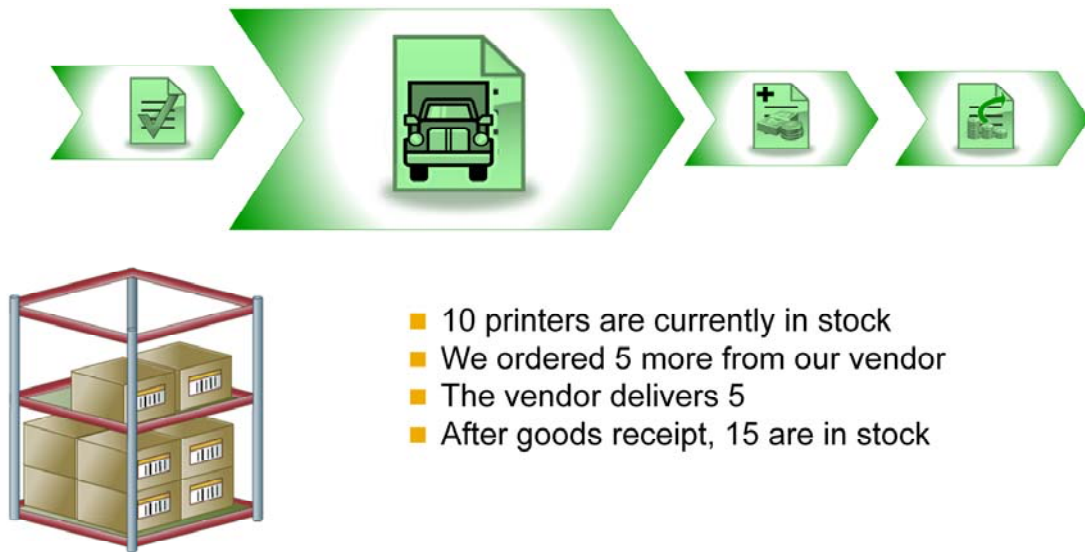 10 printers are currently in stock
We ordered 5 more from our vendor
The vendor delivers 5
After goods receipt, 15 are in stock